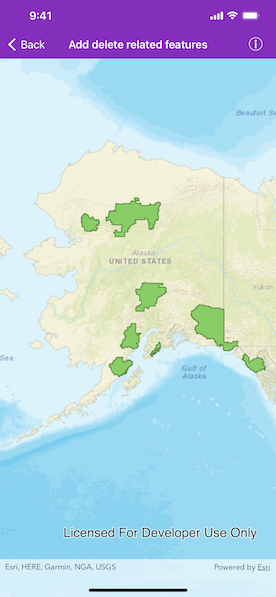 9:41
Back
Add delete related features
Beaufort Se
Alaska
UNITED STATES
Yukon
Sea
Gulf of
Alaska
Licensed For Developer Use Only
Esri, HERE, Garmin, NGA, USGS
Powered by Esri